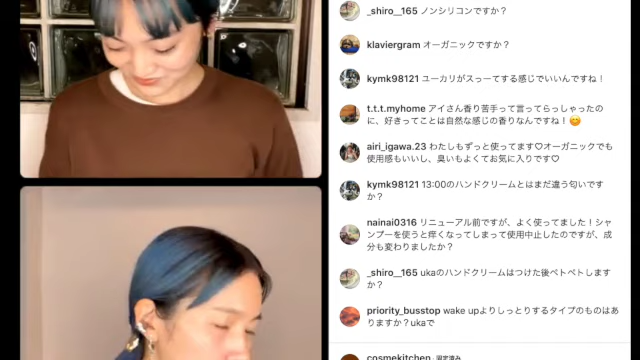 _shiro__165 ノンシリコンですか？
klaviergram オーガニックですか？
kymk98121 ユーカリがスゥーてする感じでいいんですね！
t.t.t.myhome アイさん香り苦手って言ってらっしゃったの
に、好きってことは自然な感じの香りなんですね！😊
airi_igawa.23 わたしもずっと使ってます♡オーガニックでも
使用感もいいし、臭いもよくてお気に入りです♡
kymk98121 13:00のハンドクリームとはまだ違う匂いです
か？
nainai0316 リニューアル前ですが、よく使ってました！シャ
ンプーを使うと痒くなってしまって使用中止したのですが、成
分も変わりましたか？
_shiro__165 ukaのハンドクリームはつけた後ベトベトします
か？
priority_busstop wake upよりしっとりするタイプのものはあ
りますか？ukaで
cosmekitchen · 固定済み